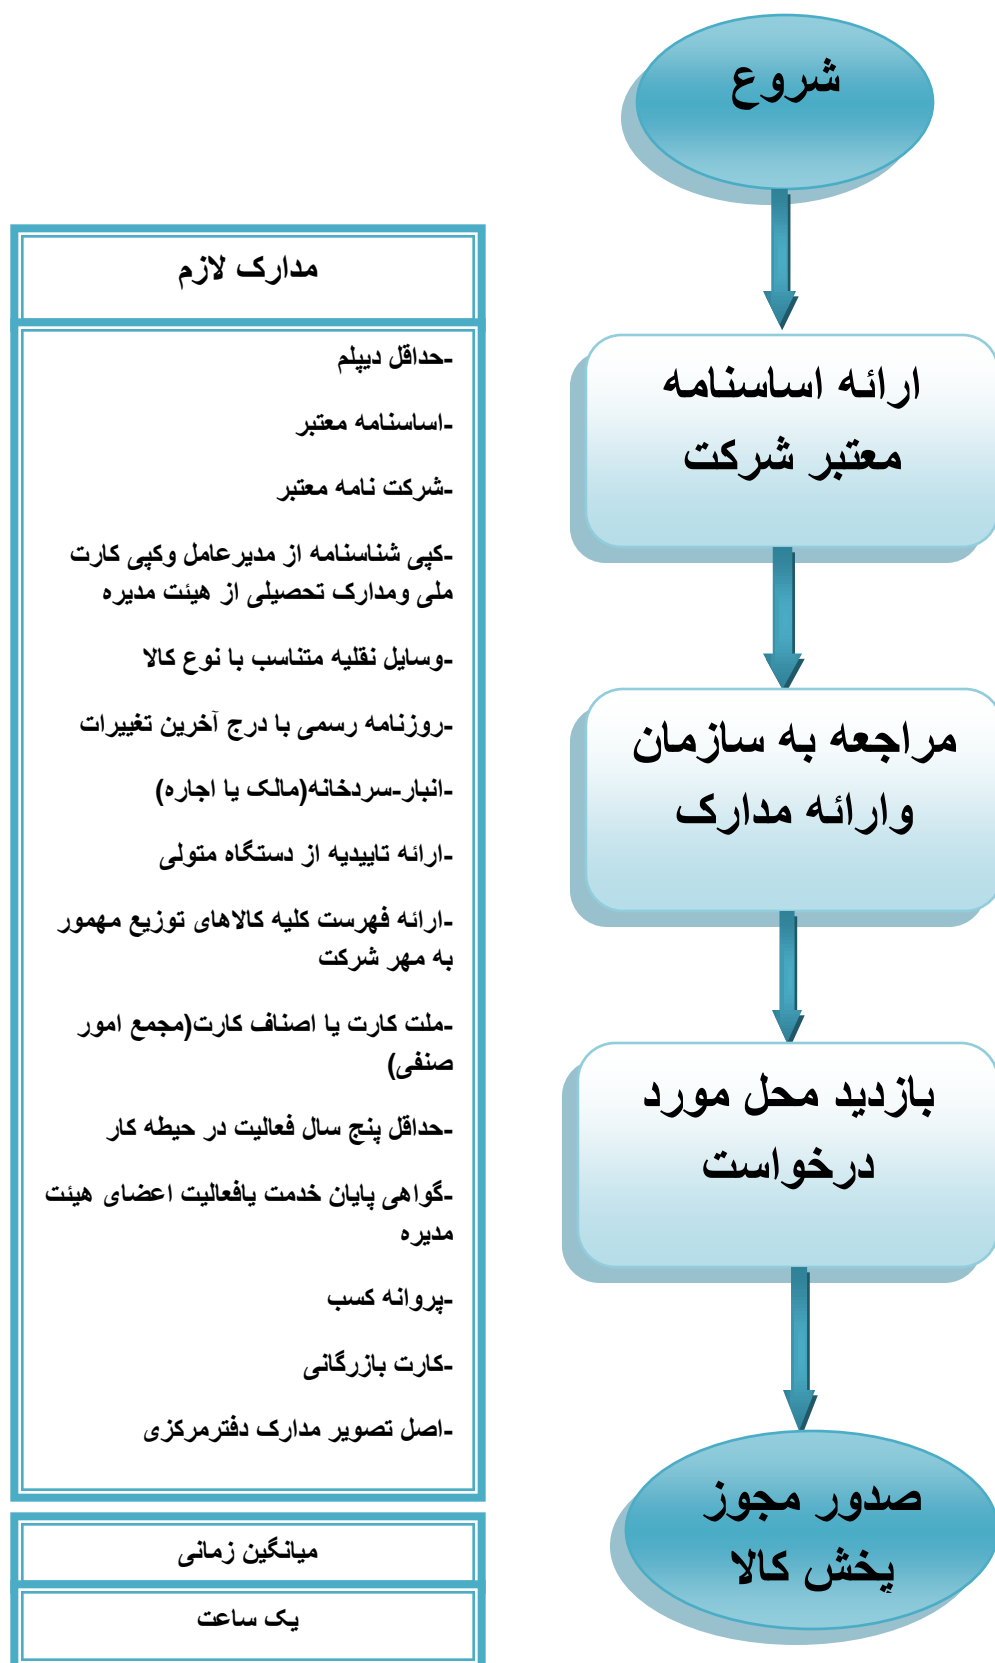 شروع
ارائه اساسنامه
معتبر شرکت
مراجعه به سازمان
وارائه مدارک
بازدید محل مورد
درخواست
صدور مجوز
پخش کالا
مدارک لازم
-حداقل دیپلم
-اساسنامه معتبر
-شرکت نامه معتبر
-کپی شناسنامه از مدیرعامل وکپی کارت
ملی ومدارک تحصیلی از هیئت مدیره
-وسایل نقلیه متناسب با نوع کالا
-روزنامه رسمی با درج آخرین تغییرات
-انبار-سردخانه(مالک یا اجاره)
-ارائه تاییدیه از دستگاه متولی
-ارائه فهرست کلیه کالاهای توزیع مهمور
به مهر شرکت
-ملت کارت یا اصناف کارت(مجمع امور
صنفی)
-حداقل پنج سال فعالیت در حیطه کار
-گواهی پایان خدمت یافعالیت اعضای هیئت
مدیره
-پروانه کسب
-کارت بازرگانی
-اصل تصویر مدارک دفترمرکزی
میانگین زمانی
یک ساعت